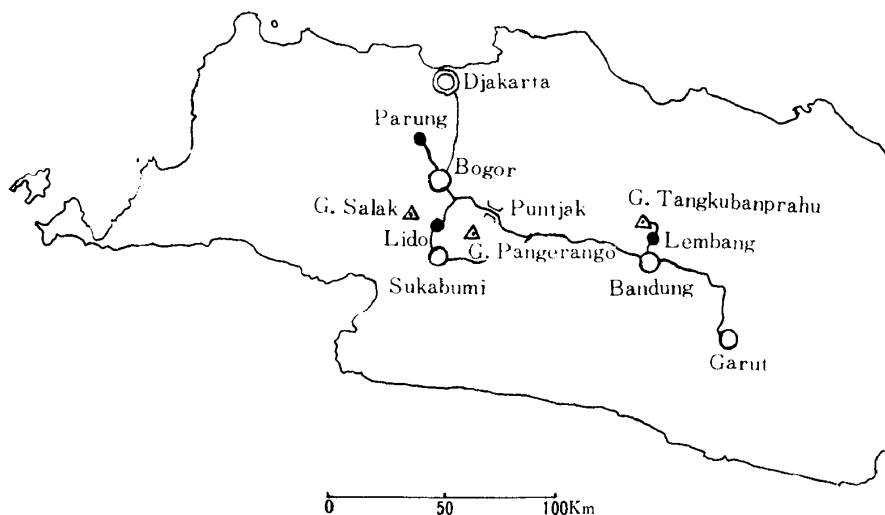 Djakarta
Parung
Bogor
G. Salak
Puntjak
G. Tangkubanprahu
Lido
G. Pangerango
Lembang
Sukabumi
Bandung
Garut
0 50 100Km